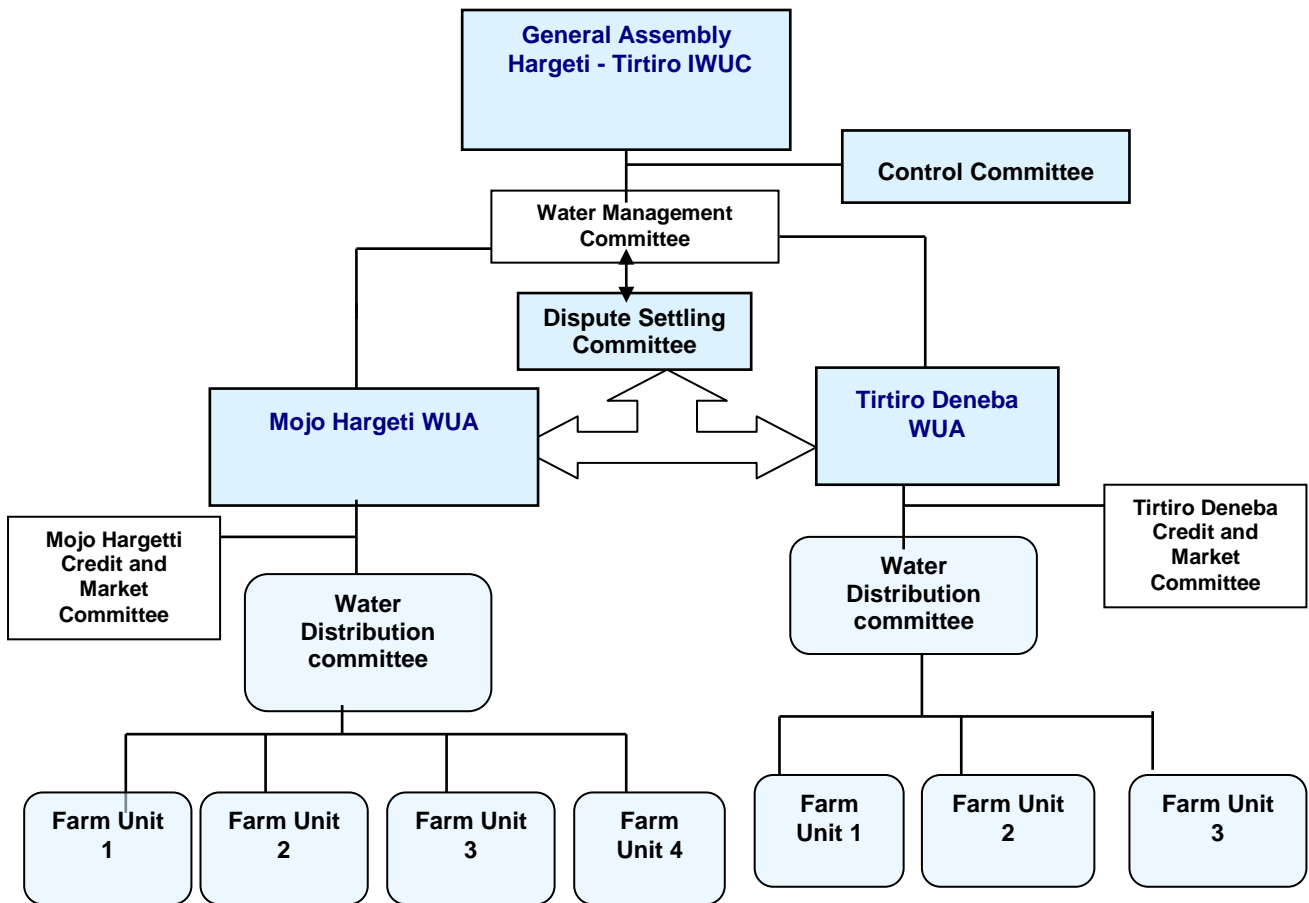 General Assembly
Hargeti - Tirtiro IWUC
Control Committee
Water Management
Committee
Dispute Settling
Committee
Mojo Hargeti WUA
Tirtiro Deneba
WUA
Mojo Hargetti
Credit and
Market
Committee
Tirtiro Deneba
Credit and
Market
Committee
Water
Distribution
committee
Water
Distribution
committee
Farm Unit
1
Farm Unit
2
Farm Unit
3
Farm
Unit 4
Farm
Unit 1
Farm Unit
2
Farm Unit
3